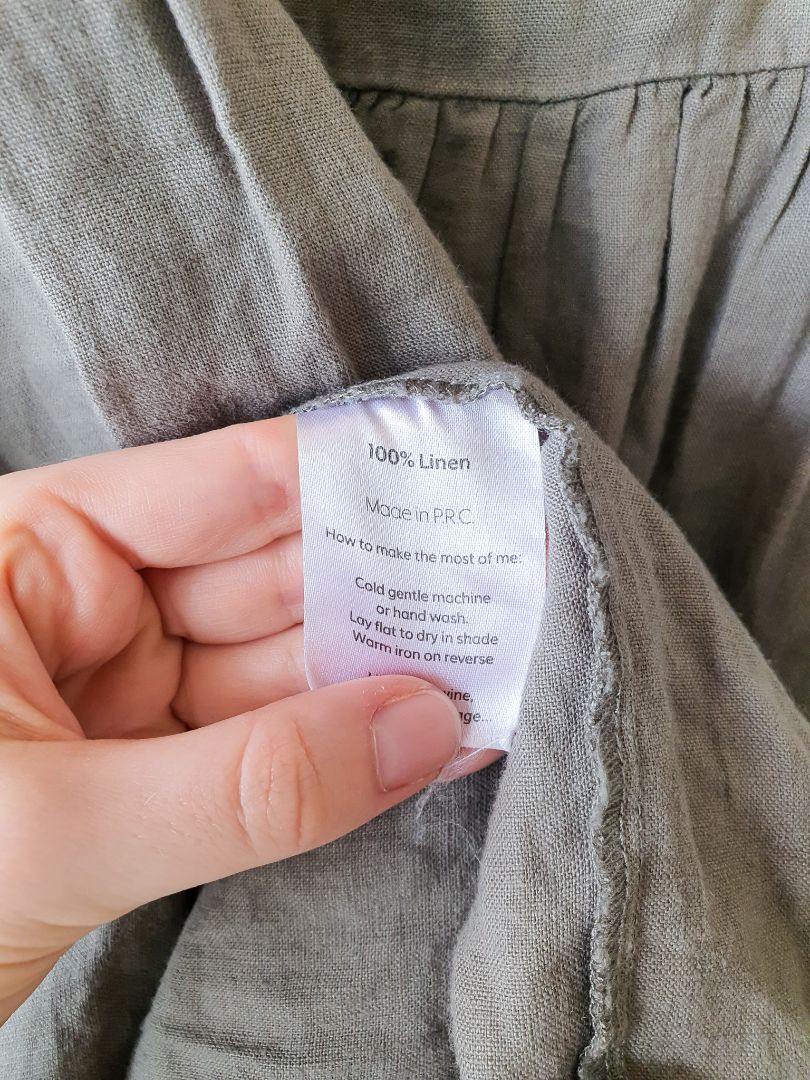 100% Linen
Made in P.R.C.
How to make the most of me:
Cold gentle machine
or hand wash.
Lay flat to dry in shade
Warm iron on reverse